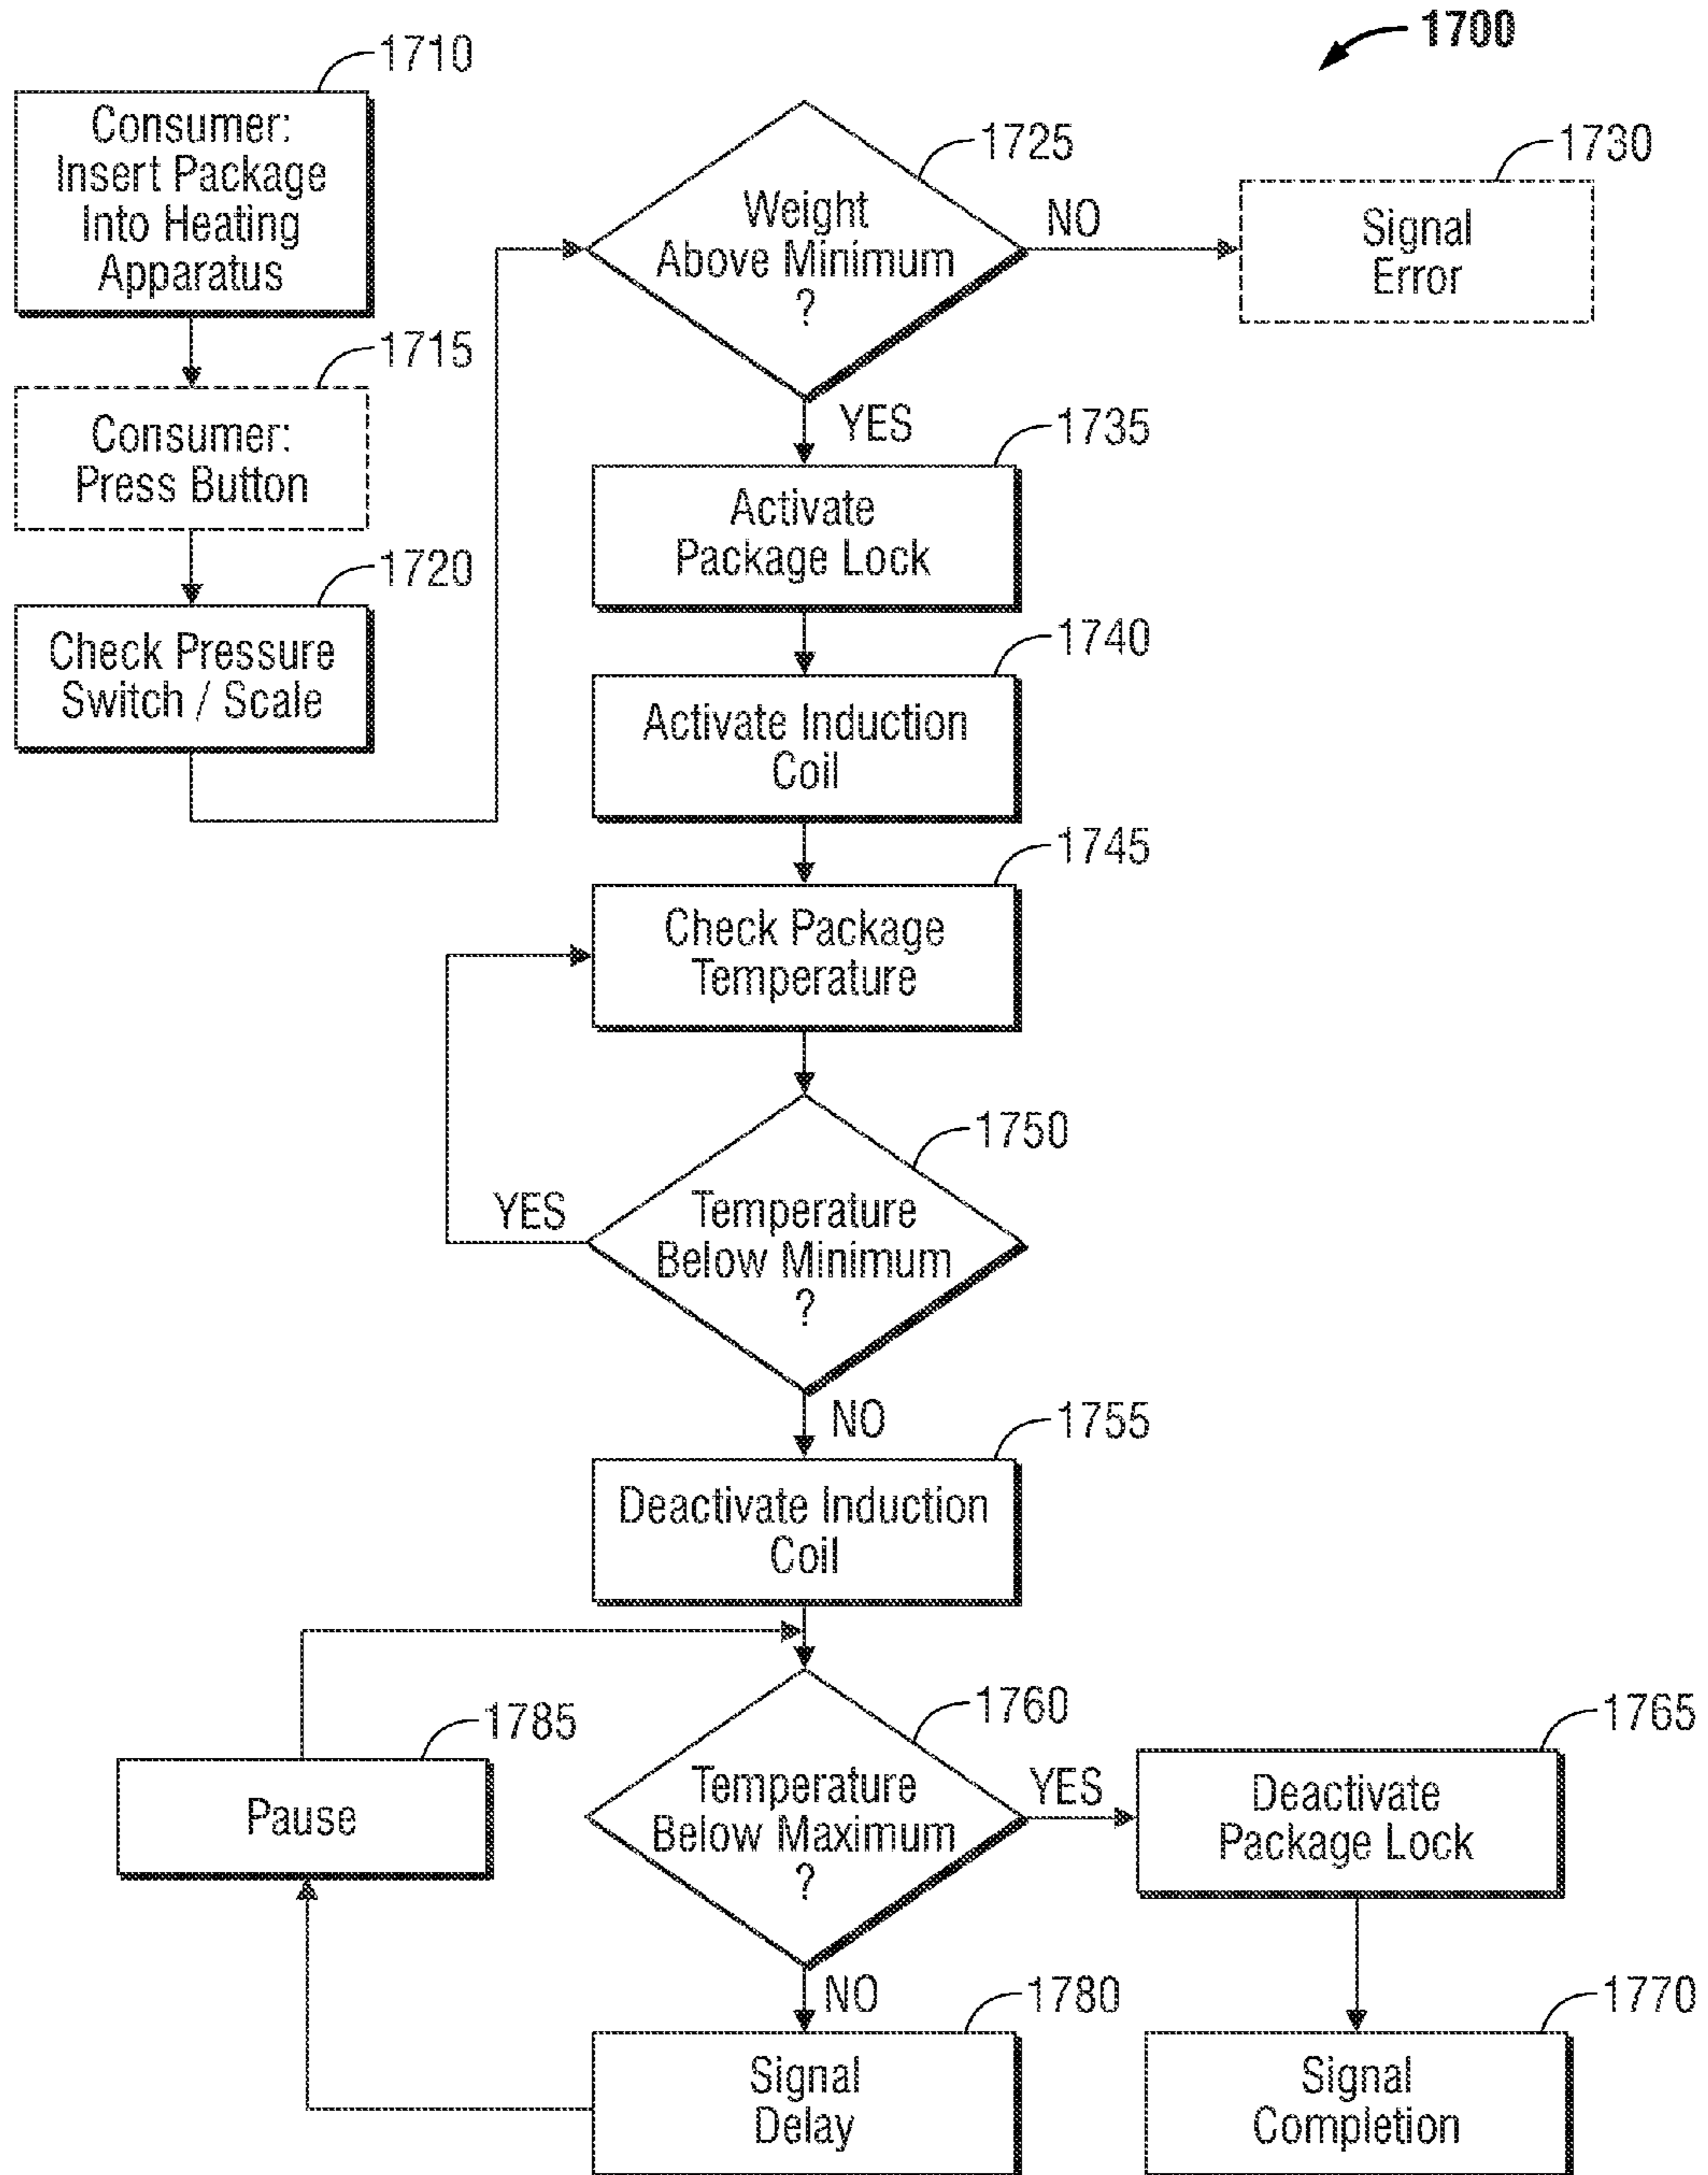 1700
1710
Consumer:
Insert Package
Into Heating
Apparatus
1715
Consumer:
Press Button
1720
Check Pressure
Switch / Scale
1725
Weight
Above Minimum
?
NO
1730
Signal
Error
YES
1735
Activate
Package Lock
1740
Activate Induction
Coil
1745
Check Package
Temperature
1750
Temperature
Below Minimum
?
YES
NO
1755
Deactivate Induction
Coil
1760
Temperature
Below Maximum
?
YES
1765
Deactivate
Package Lock
1770
Signal
Completion
NO
1780
Signal
Delay
1785
Pause